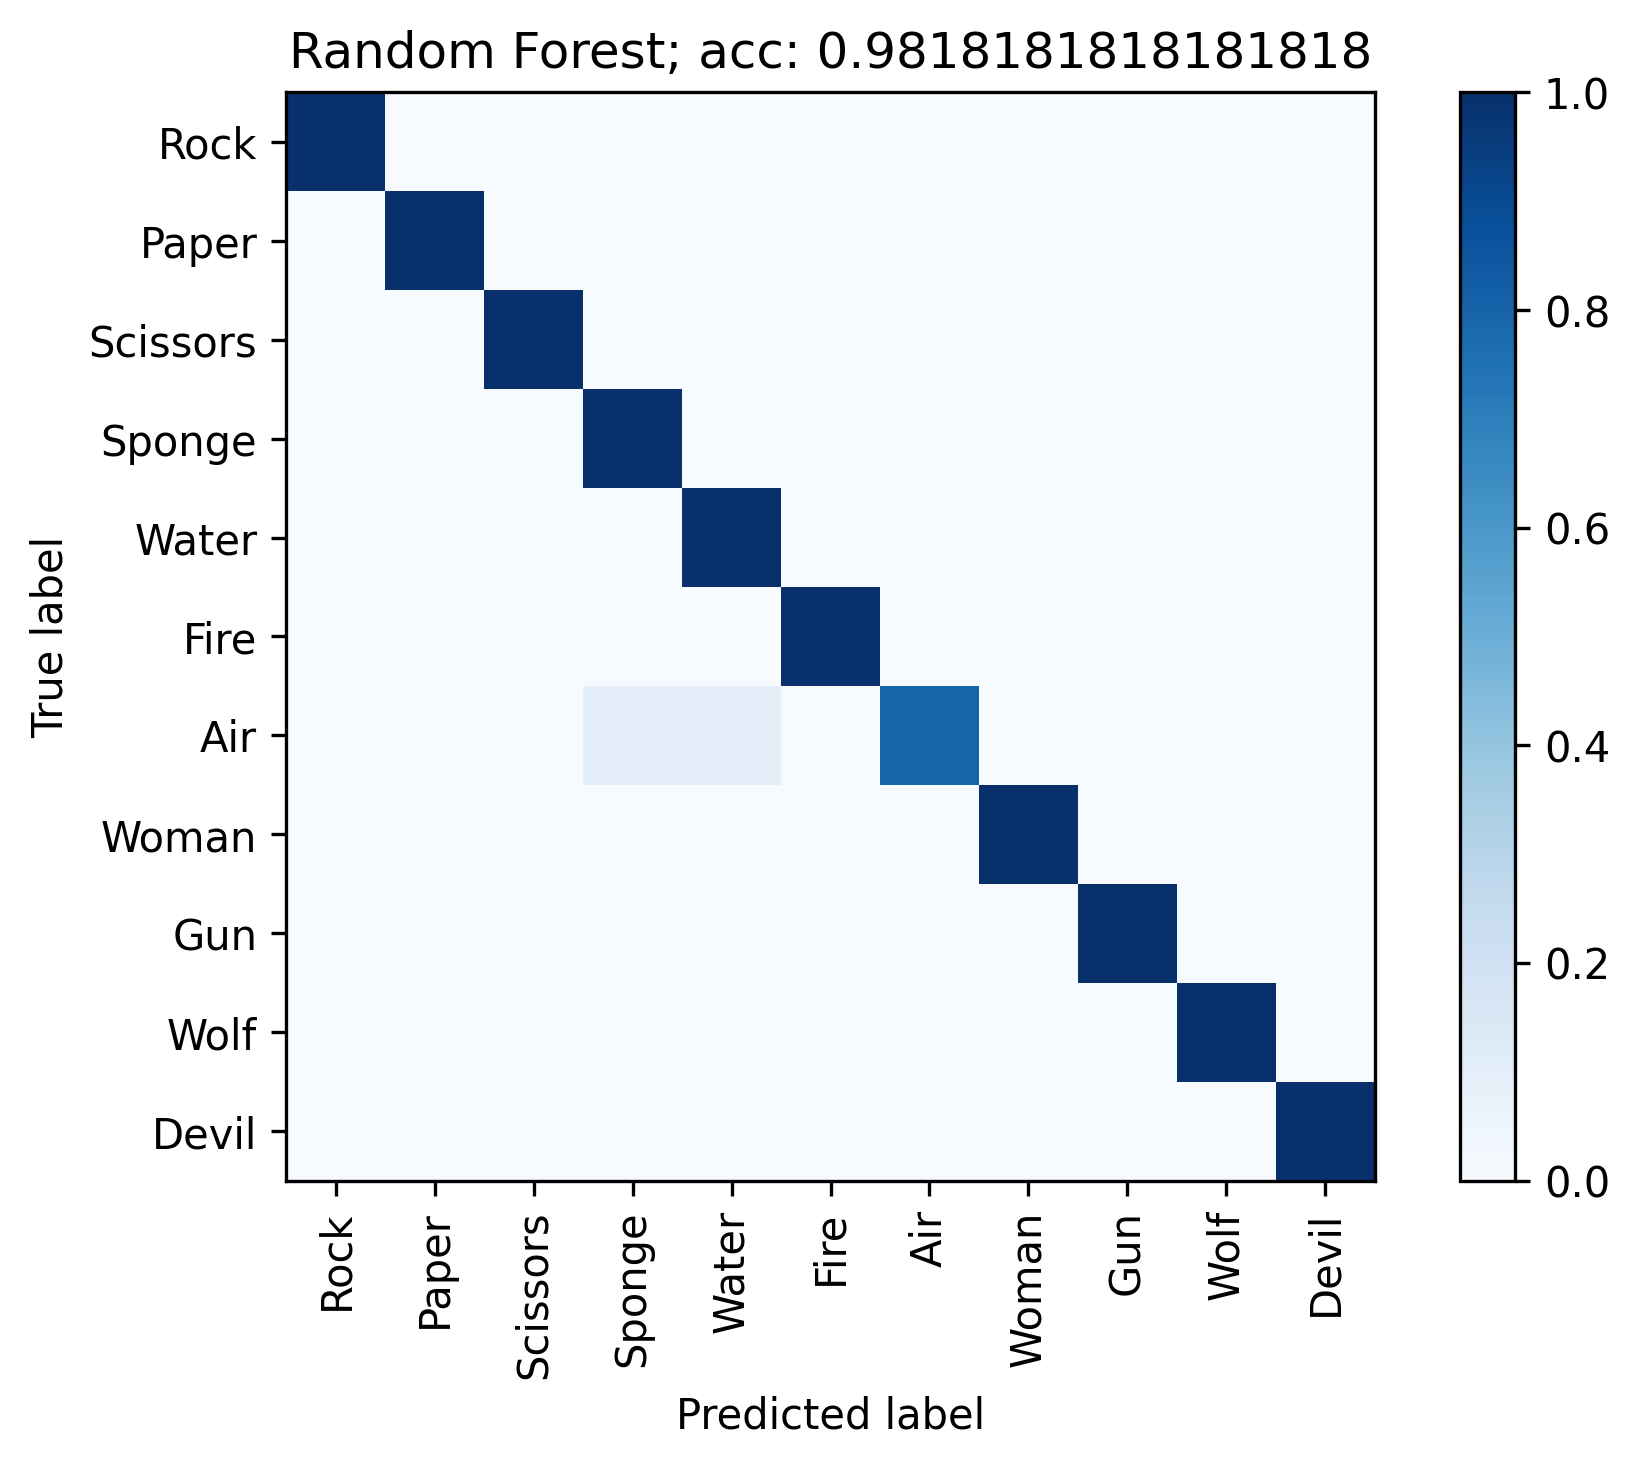 Random Forest; acc: 0.9818181818181818
True label
Rock
Paper
Scissors
Sponge
Water
Fire
Air
Woman
Gun
Wolf
Devil
Rock
Paper
Scissors
Sponge
Water
Fire
Air
Woman
Gun
Wolf
Devil
Predicted label
1.0
0.8
0.6
0.4
0.2
0.0